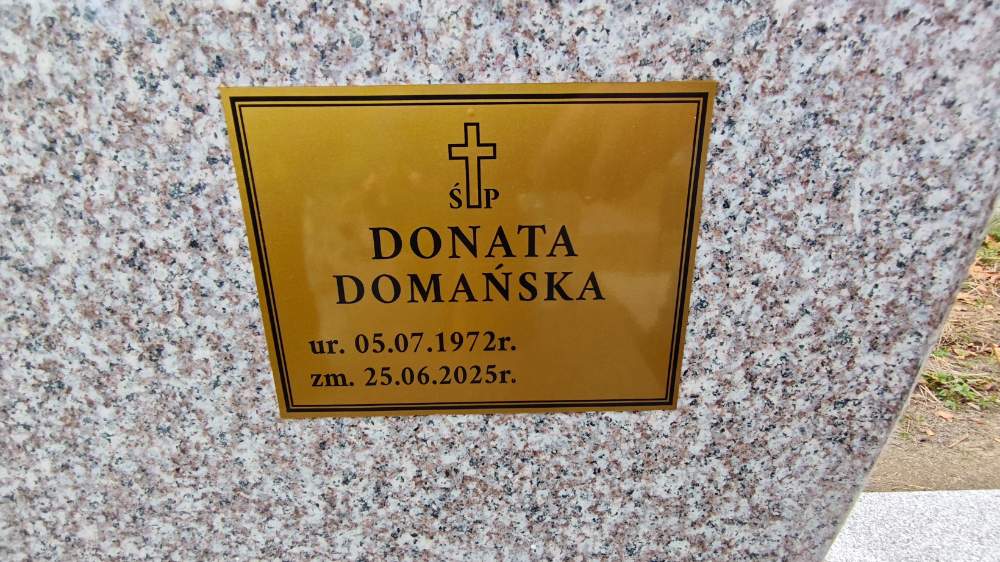 ŚP
DONATA
DOMAŃSKA
ur. 05.07.1972r.
zm. 25.06.2025r.